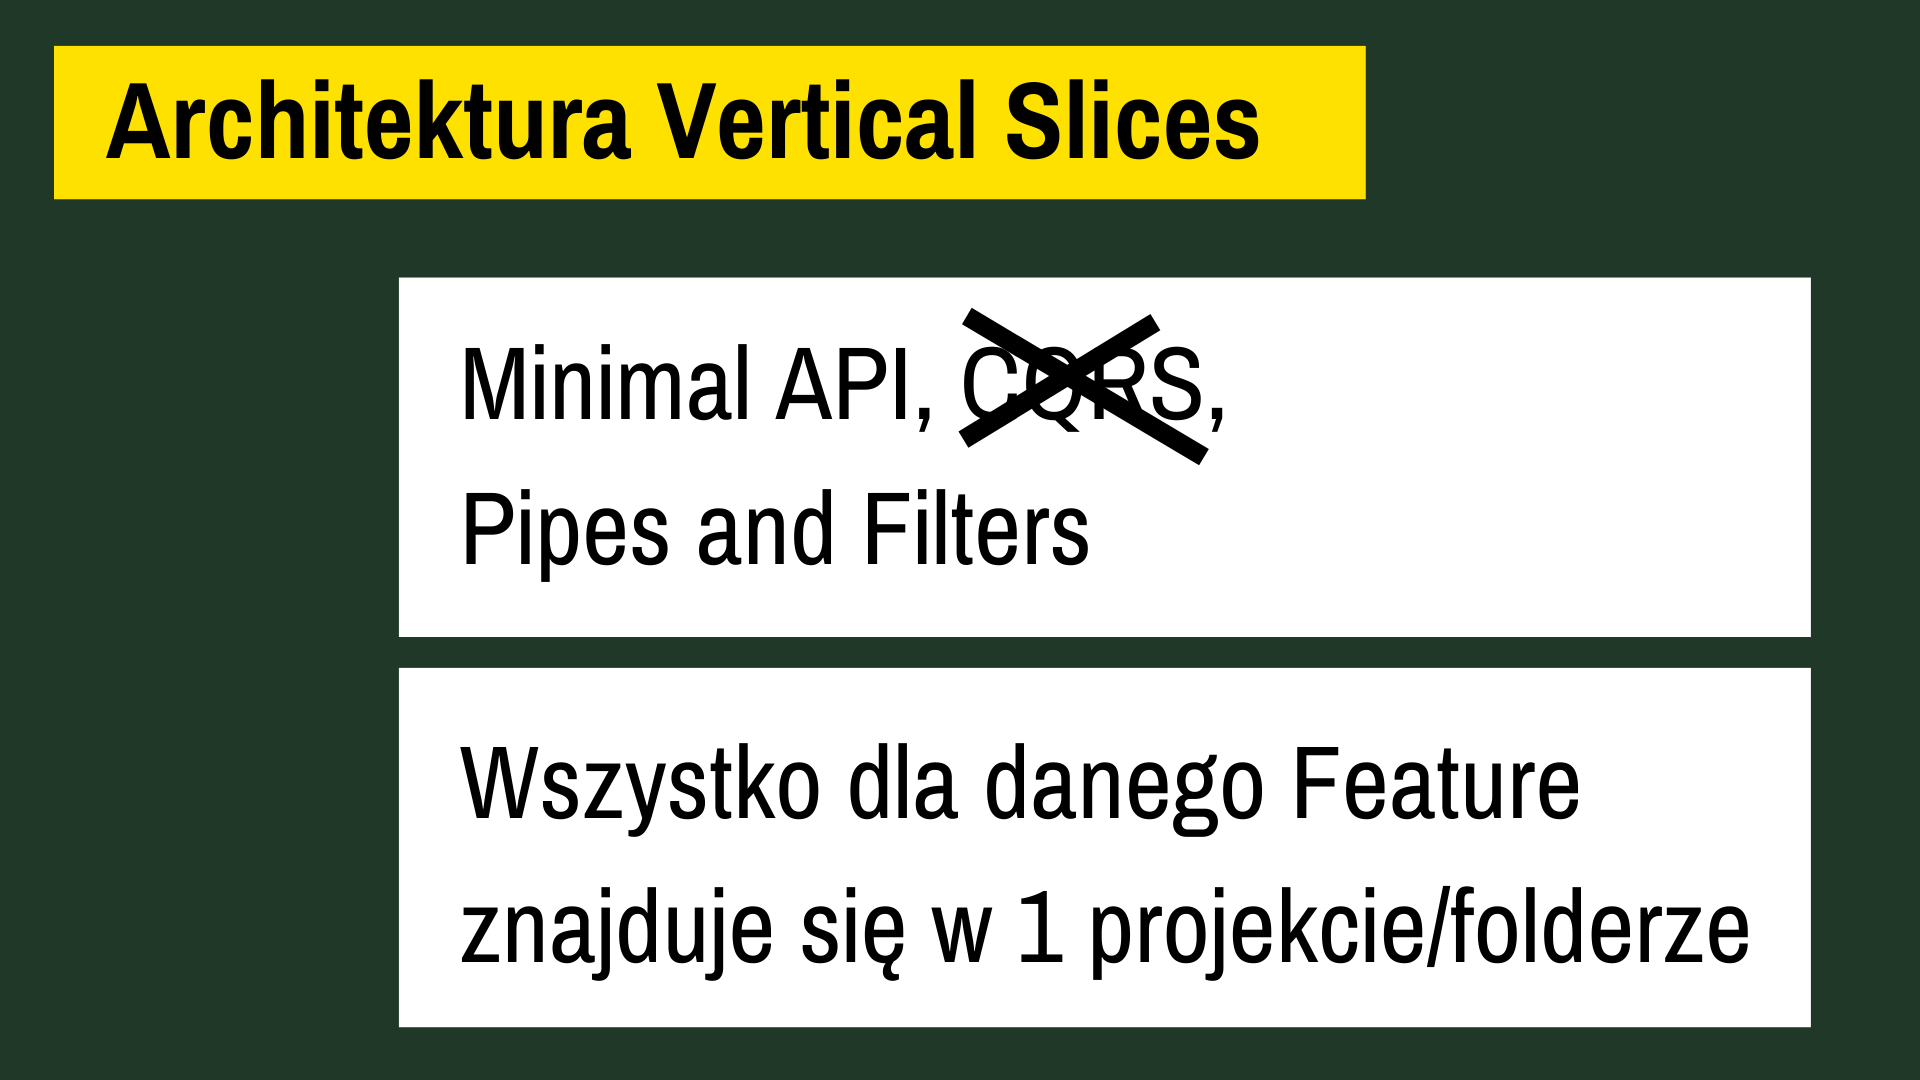 Architektura Vertical Slices
Minimal API, CQRS,
Pipes and Filters
Wszystko dla danego Feature
znajduje się w 1 projekcie/folderze